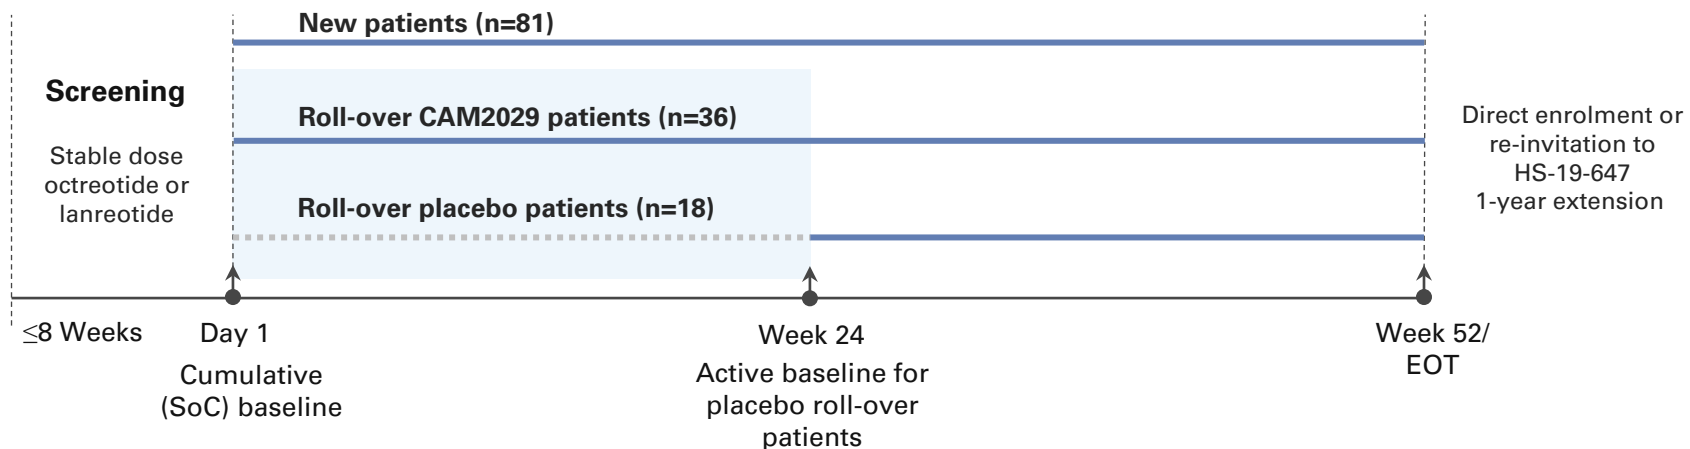 New patients (n=81)
Screening
Stable dose
octreotide or
lanreotide
Roll-over CAM2029 patients (n=36)
Roll-over placebo patients (n=18)
Direct enrolment or
re-invitation to
HS-19-647
1-year extension
≤8 Weeks
Day 1
Cumulative
(SoC) baseline
Week 24
Active baseline for
placebo roll-over
patients
Week 52/
EOT